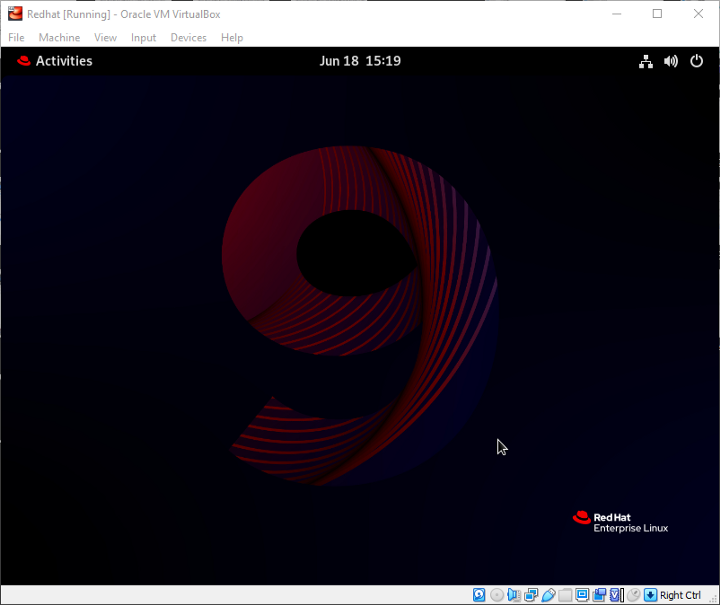 Redhat [Running] - Oracle VM VirtualBox
File Machine View Input Devices Help
Activities Jun 18 15:19
9
Red Hat
Enterprise Linux
Right Ctrl